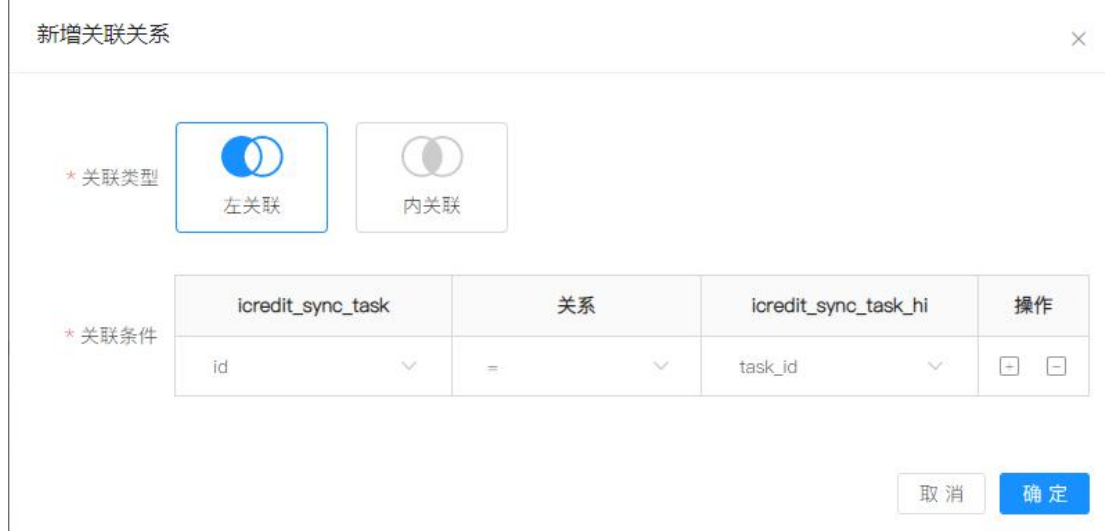 新增关联关系
* 关联类型
左关联
内关联
* 关联条件
icredit_sync_task 关系 icredit_sync_task_hi 操作
id = task_id
取消 确定